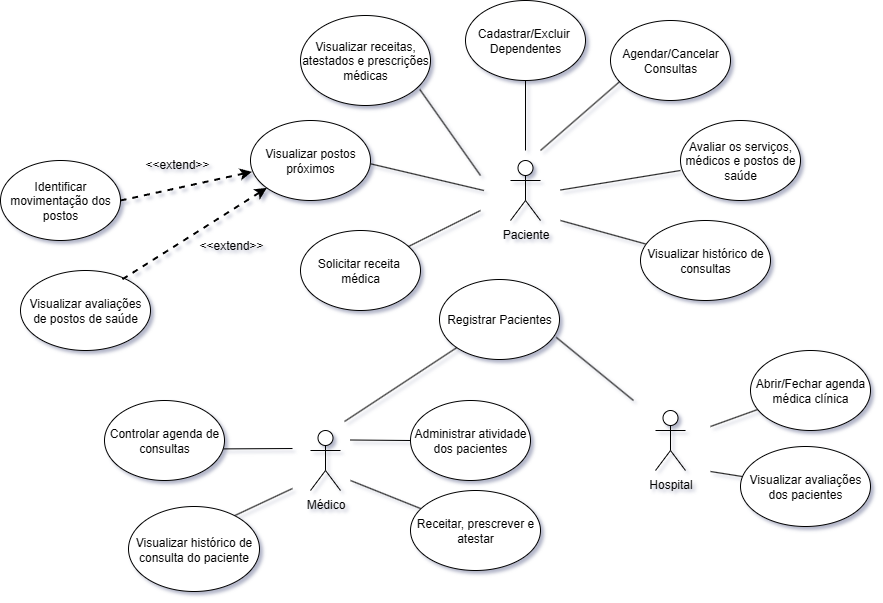 Visualizar receitas,
atestados e prescrições
médicas
Cadastrar/Excluir
Dependentes
Agendar/Cancelar
Consultas
<<extend>>
Visualizar postos
próximos
Avaliar os serviços,
médicos e postos de
saúde
Identificar
movimentação dos
postos
Paciente
<<extend>>
Solicitar receita
médica
Visualizar histórico de
consultas
Visualizar avaliações
de postos de saúde
Registrar Pacientes
Abrir/Fechar agenda
médica clínica
Controlar agenda de
consultas
Administrar atividade
dos pacientes
Hospital
Visualizar avaliações
dos pacientes
Médico
Receitar, prescrever e
atestar
Visualizar histórico de
consulta do paciente